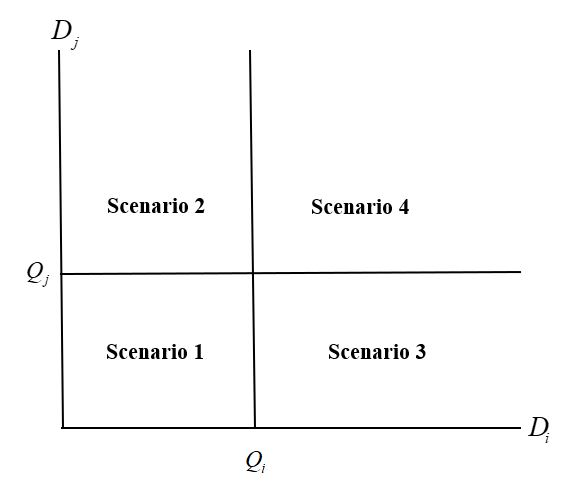 D_j
Scenario 2
Scenario 4
Q_j
Scenario 1
Scenario 3
D_i
Q_i